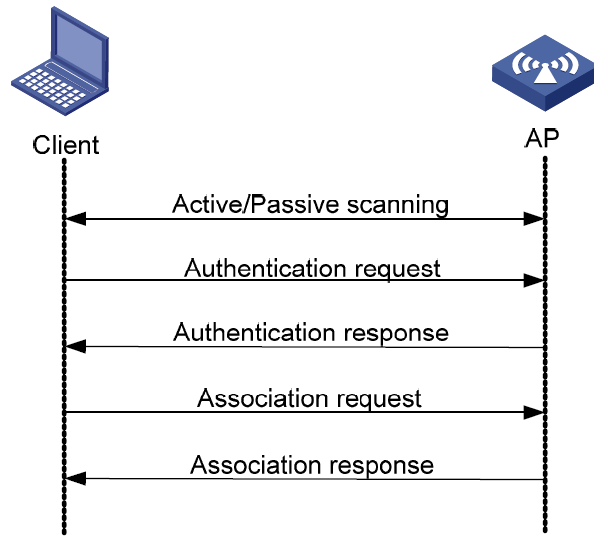 Client
AP
Active/Passive scanning
Authentication request
Authentication response
Association request
Association response